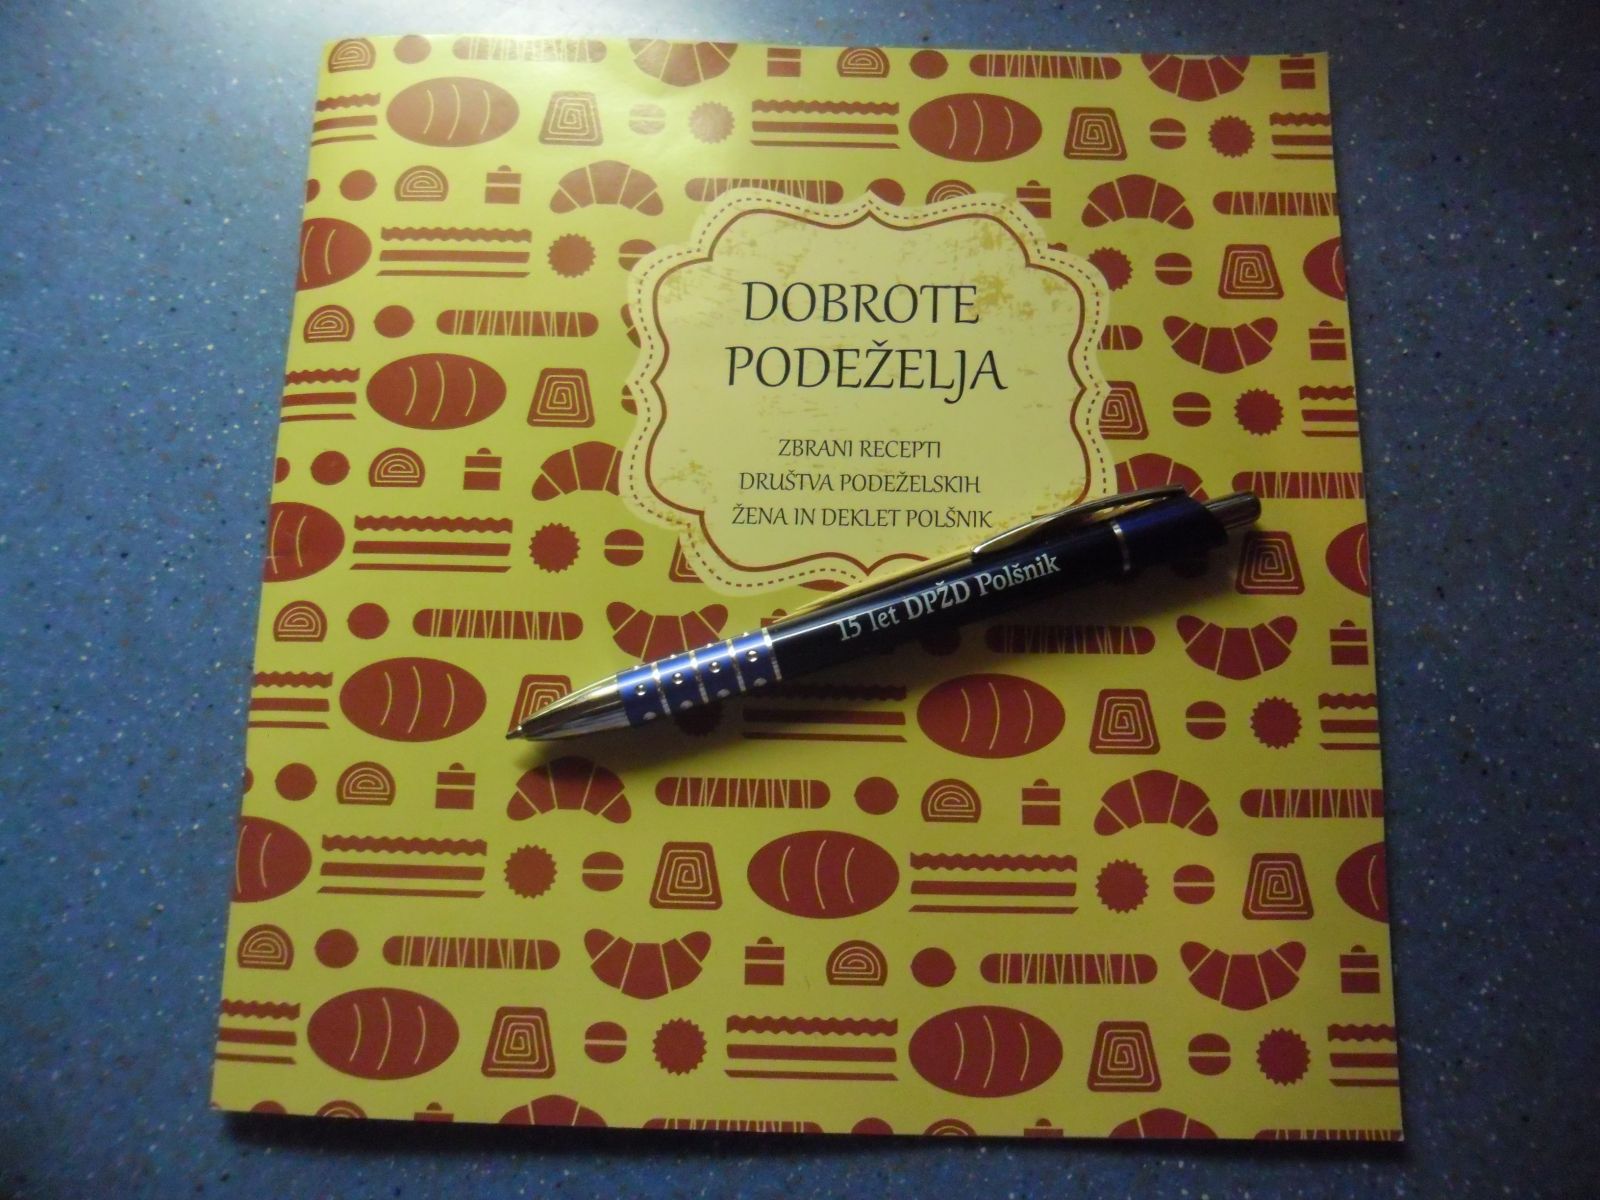 DOBROTE
PODEŽELJA
ZBRANI RECEPTI
DRUŠTVA PODEŽELSKIH
ŽENA IN DEKLET POLŠNIK
15 let DPŽD Polšnik